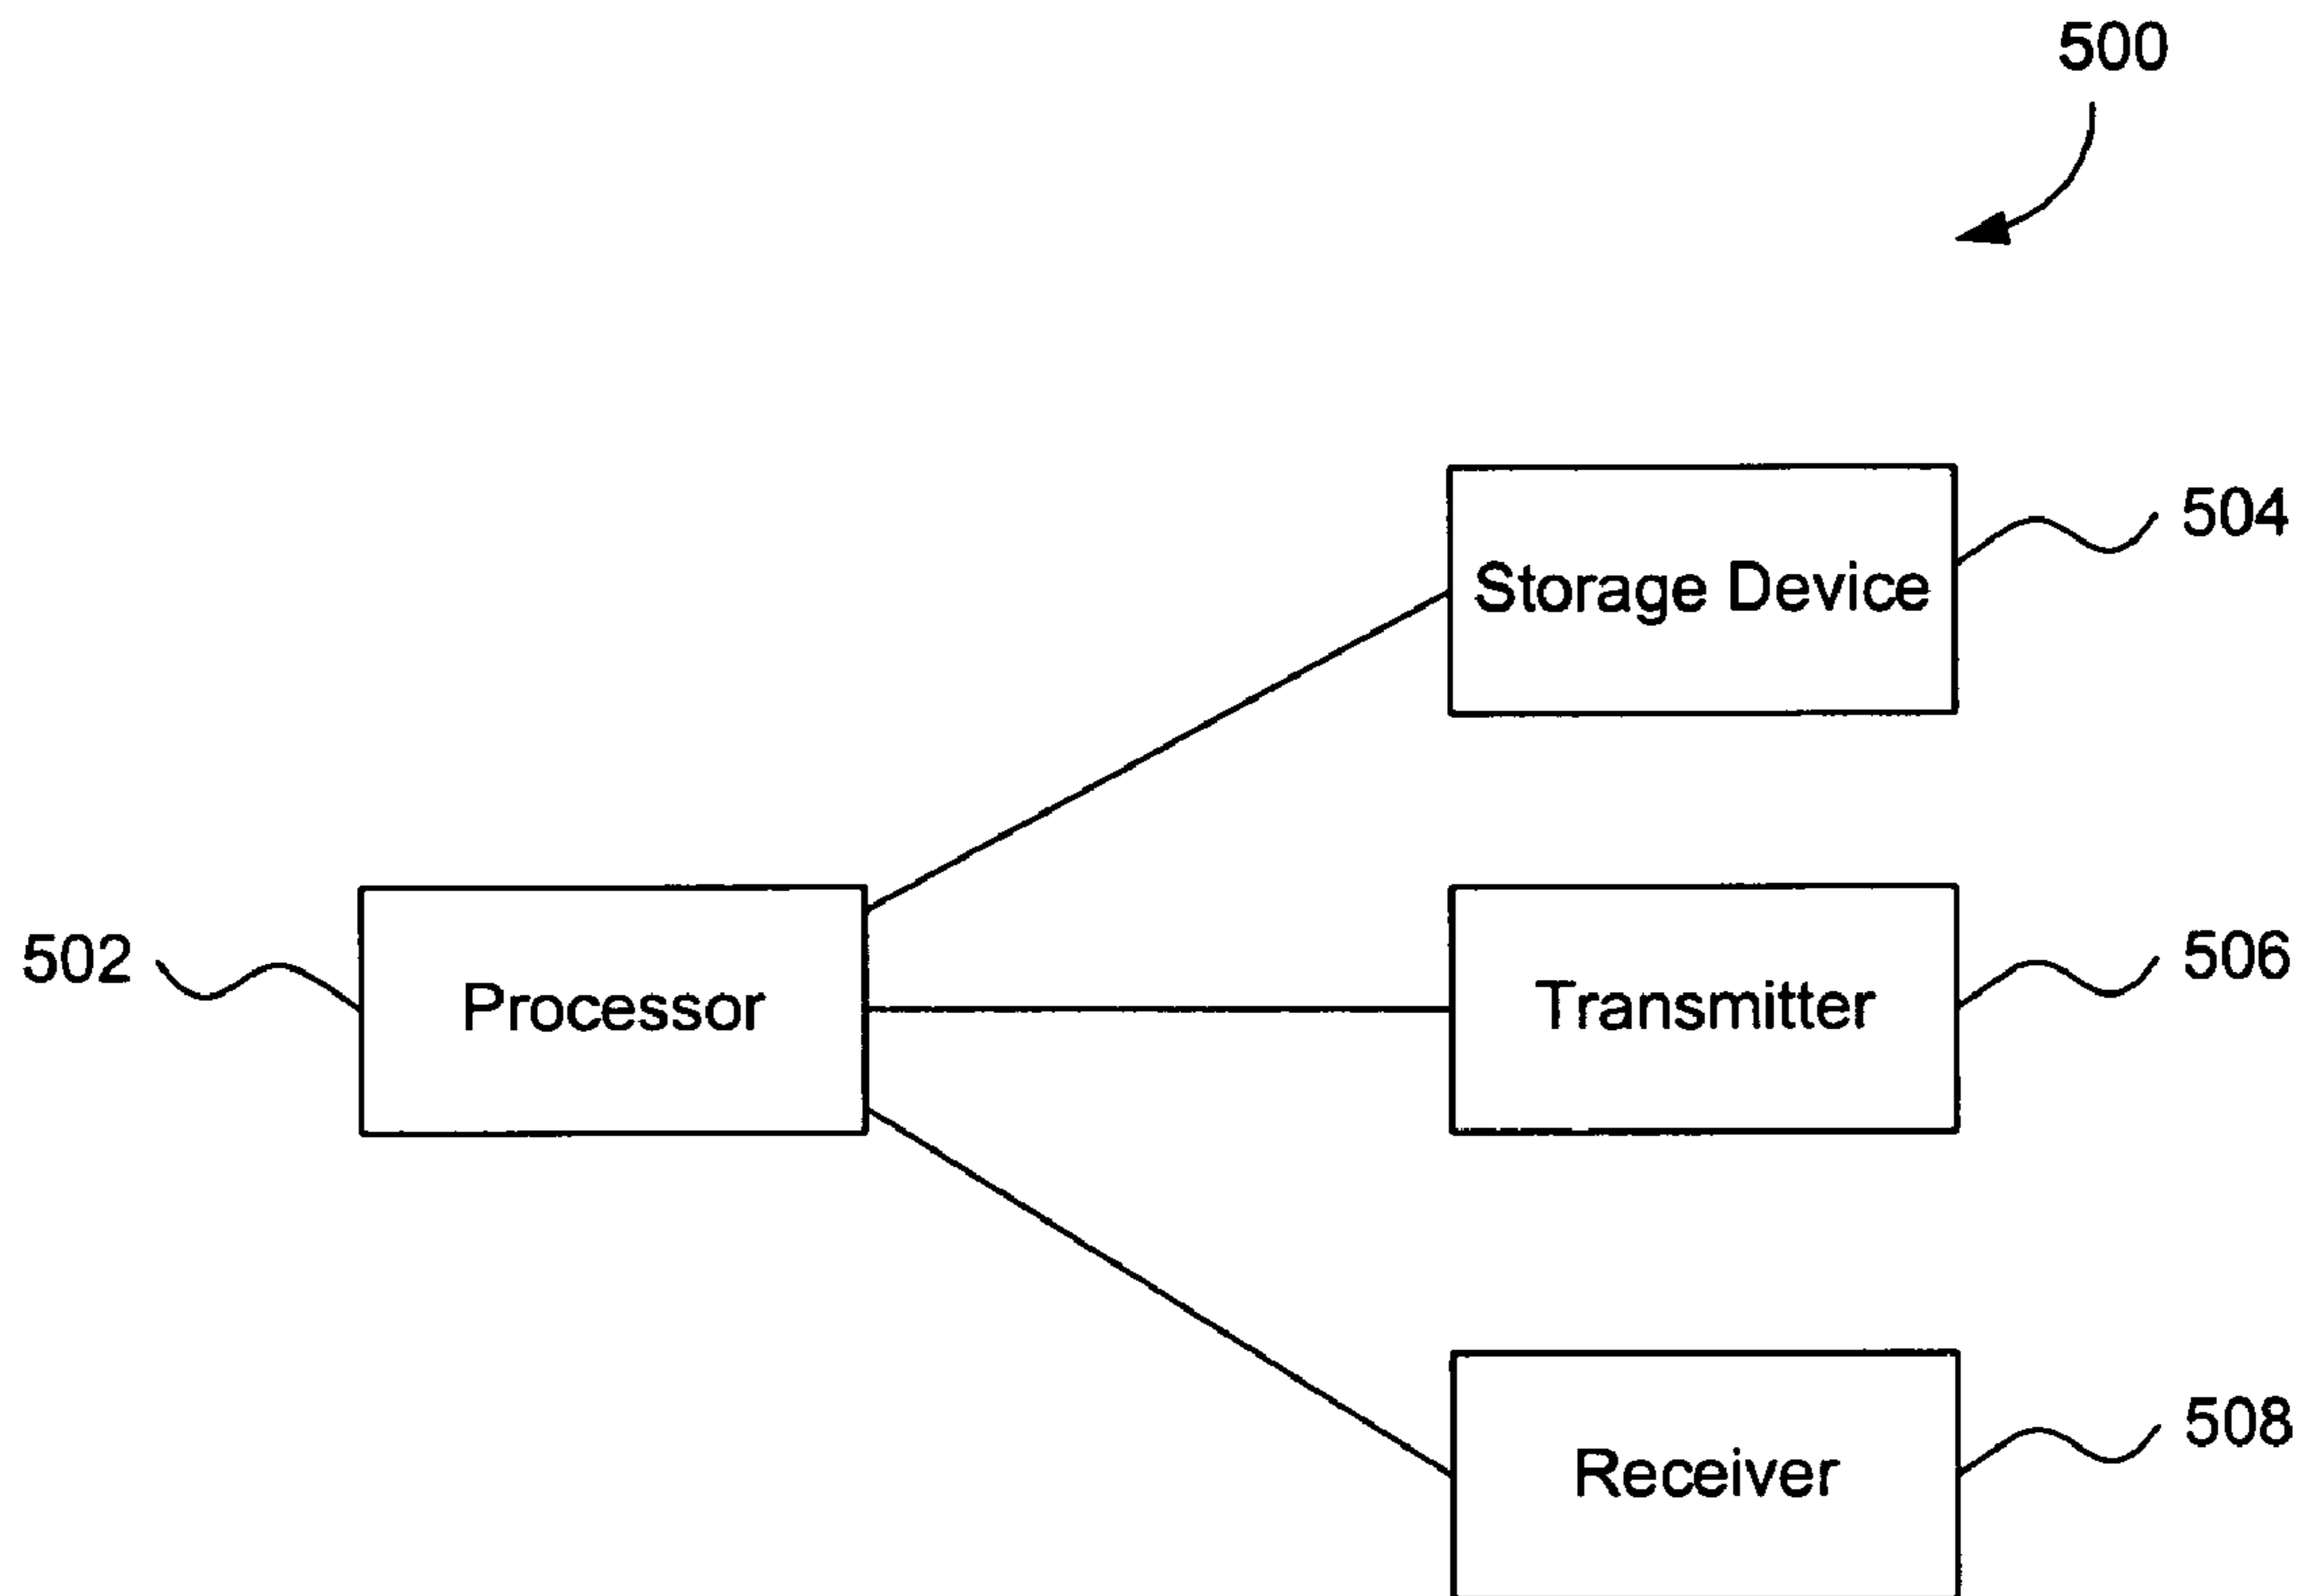 500
504
Storage Device
502
506
Processor
Transmitter
508
Receiver